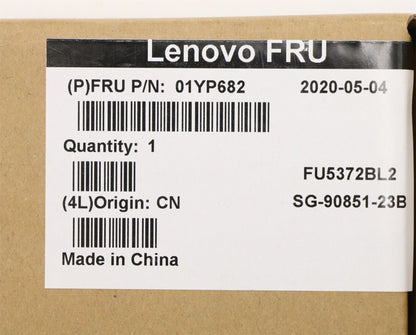 Lenovo FRU
(P)FRU P/N: 01YP682 2020-05-04
Quantity: 1
FU5372BL2
(4L)Origin: CN SG-90851-23B
Made in China